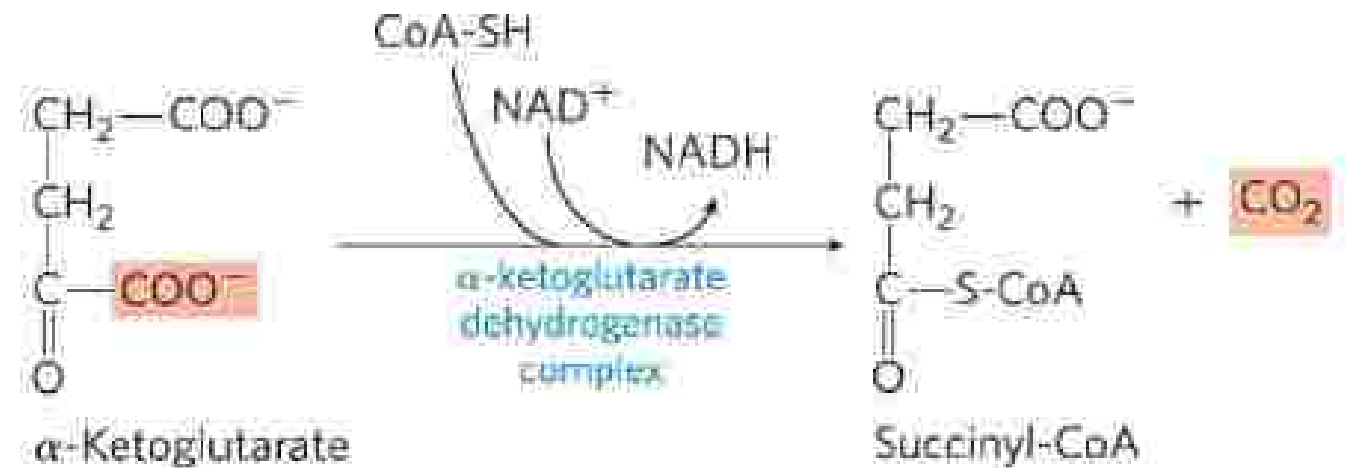 CoA-SH
NAD⁺
NADH
CH₂—COO⁻
CH₂
C—COO⁻
O
α-Ketoglutarate
α-ketoglutarate
dehydrogenase
complex
CH₂—COO⁻
CH₂
C—S-CoA
O
Succinyl-CoA
+ CO₂